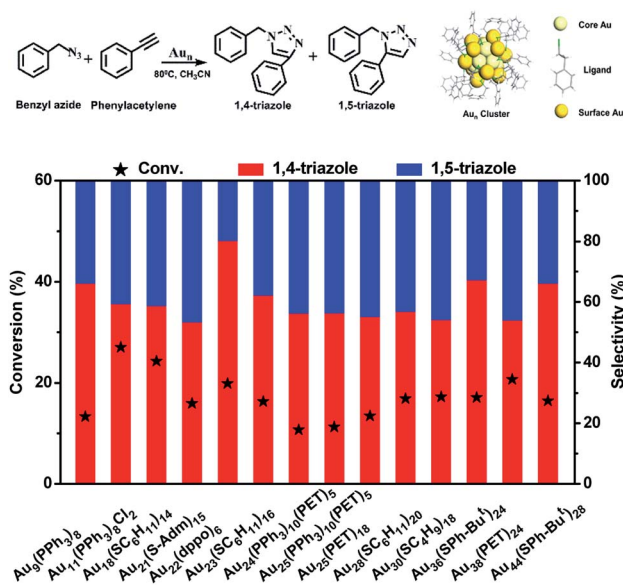 N₃
+
Auₙ
80ºC, CH₃CN
N
N
N
+
N
N
N
Benzyl azide
Phenylacetylene
1,4-triazole
1,5-triazole
Auₙ Cluster
Core Au
Ligand
Surface Au
★ Conv.
1,4-triazole
1,5-triazole
Conversion (%)
60
40
20
0
Selectivity (%)
100
80
60
40
20
0
Au₉(PPh₃)₈
Au₁₁(PPh₃)₈Cl₂
Au₁₈(SC₆H₁₁)₁₄
Au₂₁(S-Adm)₁₅
Au₂₂(dppo)₆
Au₂₃(SC₆H₁₁)₁₆
Au₂₄(PPh₃)₁₀(PET)₅
Au₂₅(PPh₃)₁₀(PET)₅
Au₂₅(PET)₁₈
Au₂₈(SC₆H₁₁)₂₀
Au₃₀(SC₄H₉)₁₈
Au₃₆(SPh-Buᵗ)₂₄
Au₃₈(PET)₂₄
Au₄₄(SPh-Buᵗ)₂₈